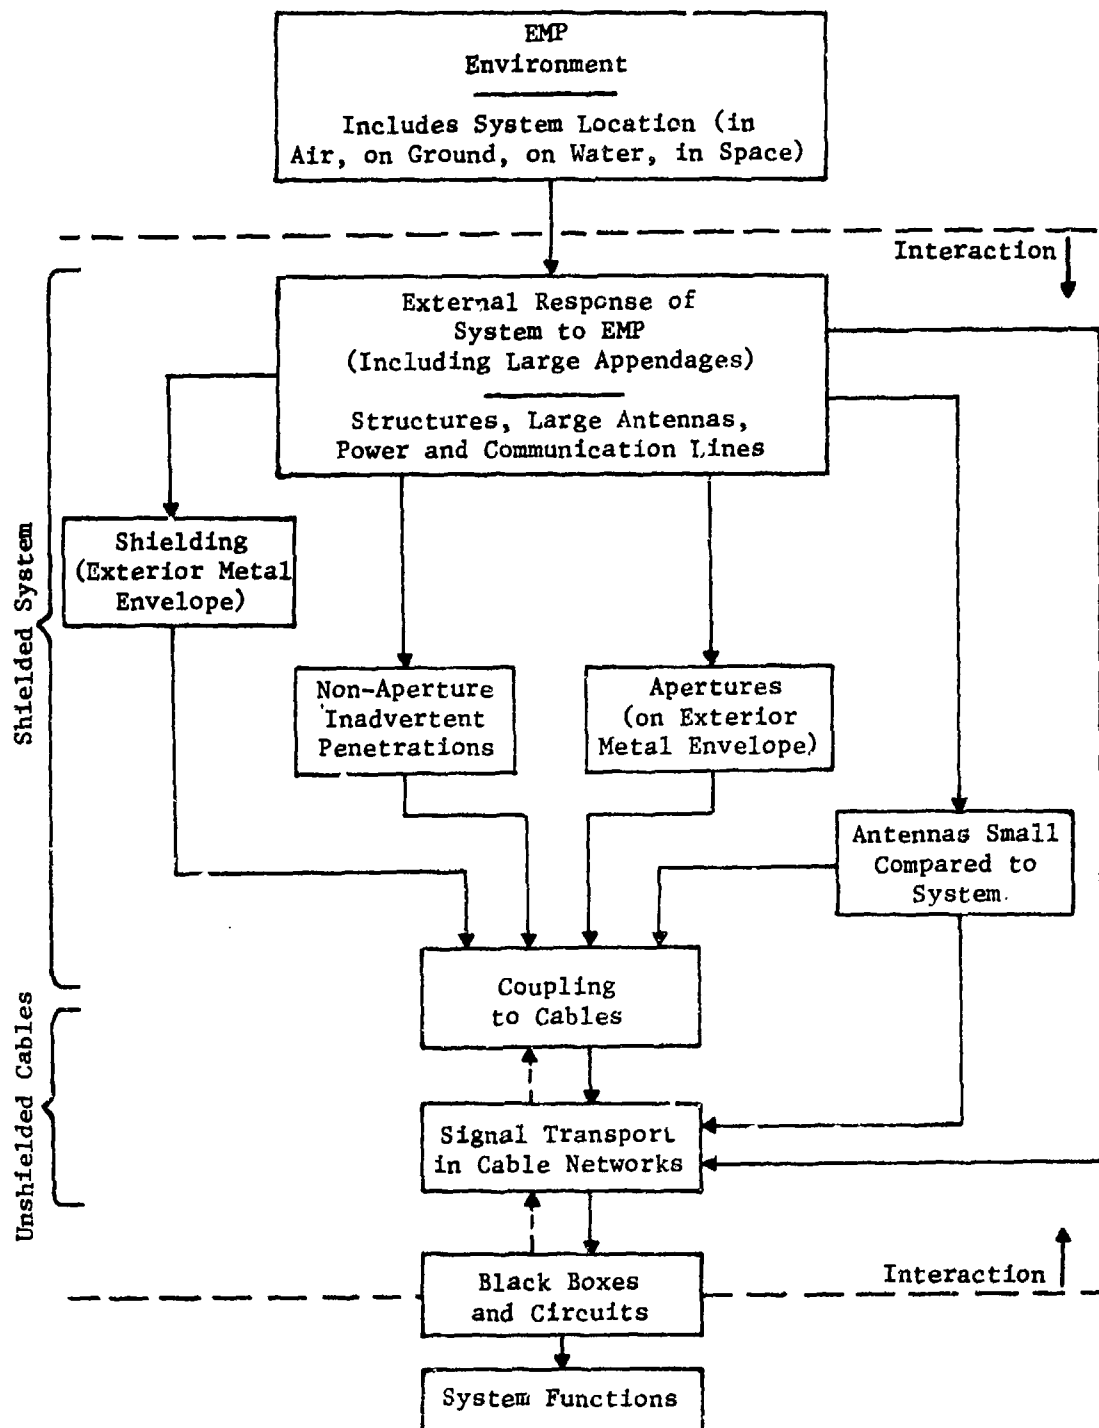 EMP
Environment
Includes System Location (in
Air, on Ground, on Water, in Space)
Interaction
External Response of
System to EMP
(Including Large Appendages)
Structures, Large Antennas,
Power and Communication Lines
Shielded System
Shielding
(Exterior Metal
Envelope)
Non-Aperture
Inadvertent
Penetrations
Apertures
(on Exterior
Metal Envelope)
Antennas Small
Compared to
System
Coupling
to Cables
Unshielded Cables
Signal Transport
in Cable Networks
Black Boxes
and Circuits
Interaction
System Functions